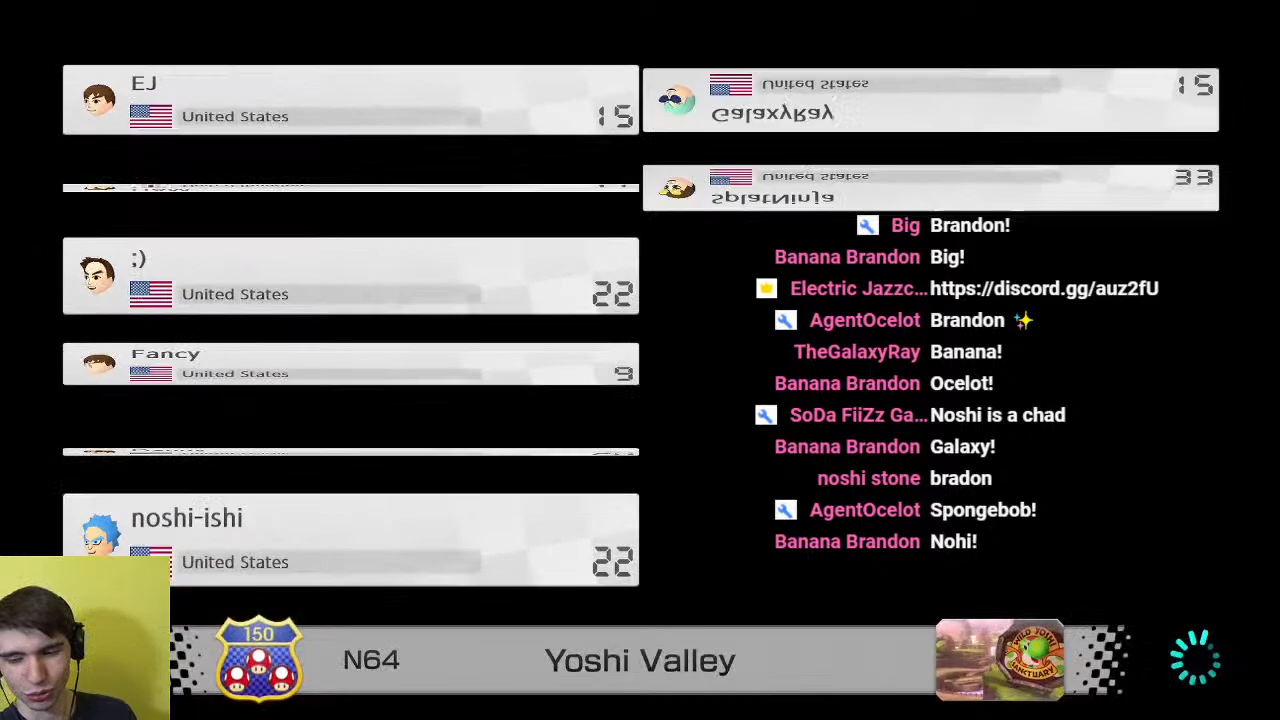 EJ
United States
15
;)
United States
22
Fancy
United States
9
noshi-ishi
United States
22
United States
15
GalaxyRay
United States
33
SplatNinja
Big Brandon!
Banana Brandon Big!
Electric Jazzc... https://discord.gg/auz2fU
AgentOcelot Brandon ✨
TheGalaxyRay Banana!
Banana Brandon Ocelot!
SoDa FiiZz Ga... Noshi is a chad
Banana Brandon Galaxy!
noshi stone bradon
AgentOcelot Spongebob!
Banana Brandon Nohi!
150
N64
Yoshi Valley
WILD YOSHI
SANCTUARY